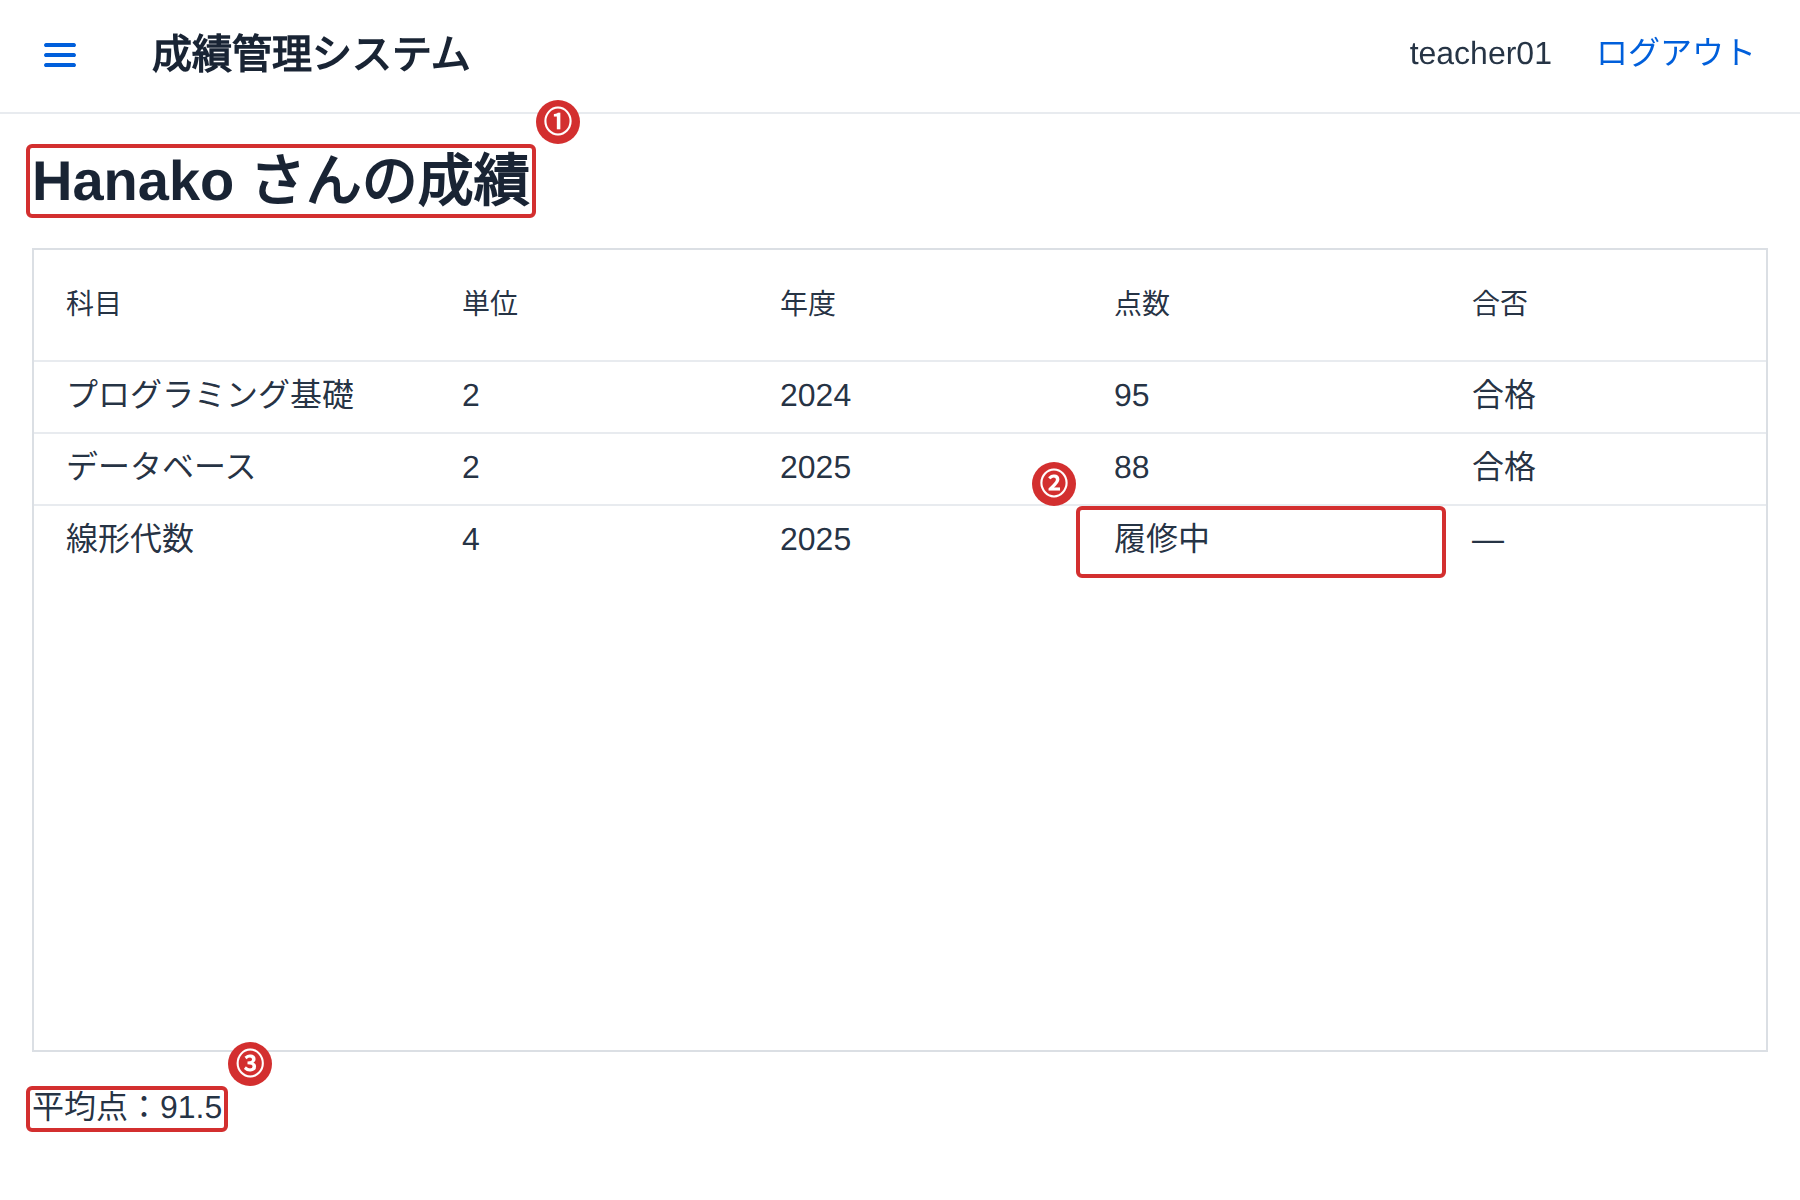 成績管理システム teacher01 ログアウト
①
Hanako さんの成績
科目 単位 年度 点数 合否
プログラミング基礎 2 2024 95 合格
データベース 2 2025 88 合格
②
線形代数 4 2025 履修中 —
③
平均点：91.5